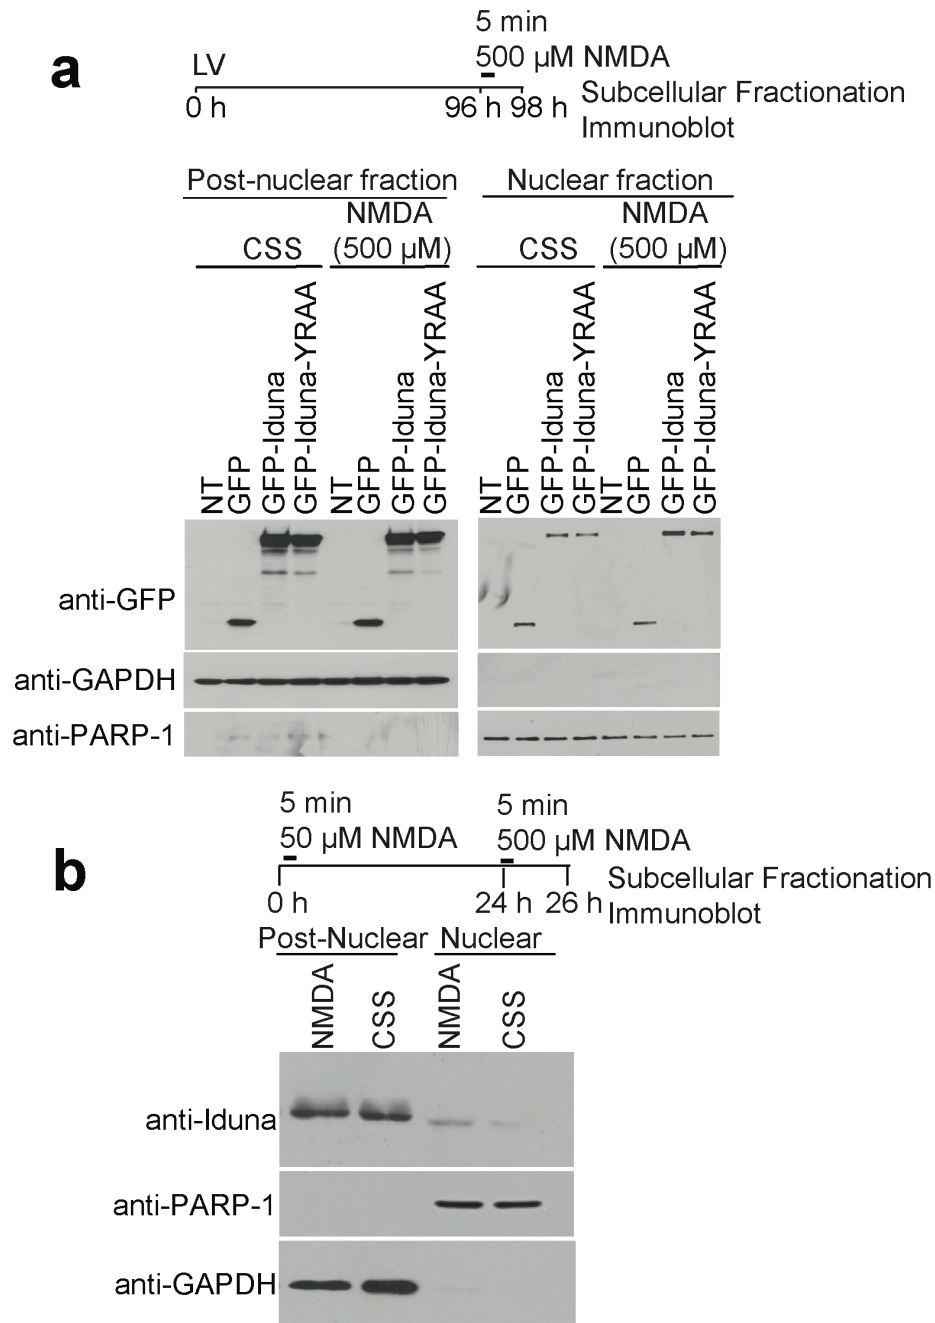 a
5 min
500 µM NMDA
LV
0 h
96 h 98 h
Subcellular Fractionation
Immunoblot
Post-nuclear fraction
Nuclear fraction
CSS
NMDA
(500 µM)
CSS
NMDA
(500 µM)
NT
GFP
GFP-Iduna
GFP-Iduna-YRAA
NT
GFP
GFP-Iduna
GFP-Iduna-YRAA
NT
GFP
GFP-Iduna
GFP-Iduna-YRAA
NT
GFP
GFP-Iduna
GFP-Iduna-YRAA
anti-GFP
anti-GAPDH
anti-PARP-1
b
5 min
50 µM NMDA
5 min
500 µM NMDA
0 h
24 h 26 h
Subcellular Fractionation
Immunoblot
Post-Nuclear Nuclear
NMDA
CSS
NMDA
CSS
anti-Iduna
anti-PARP-1
anti-GAPDH